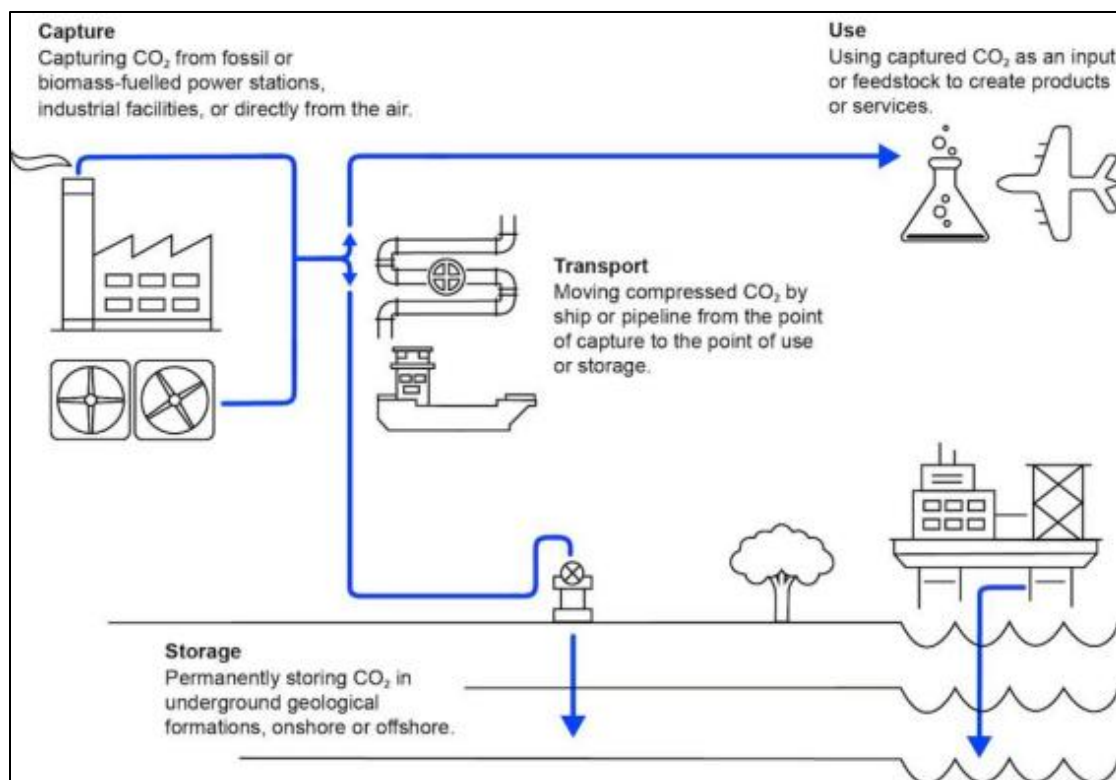 Capture
Capturing CO₂ from fossil or
biomass-fuelled power stations,
industrial facilities, or directly from the air.
Use
Using captured CO₂ as an input
or feedstock to create products
or services.
Transport
Moving compressed CO₂ by
ship or pipeline from the point
of capture to the point of use
or storage.
Storage
Permanently storing CO₂ in
underground geological
formations, onshore or offshore.